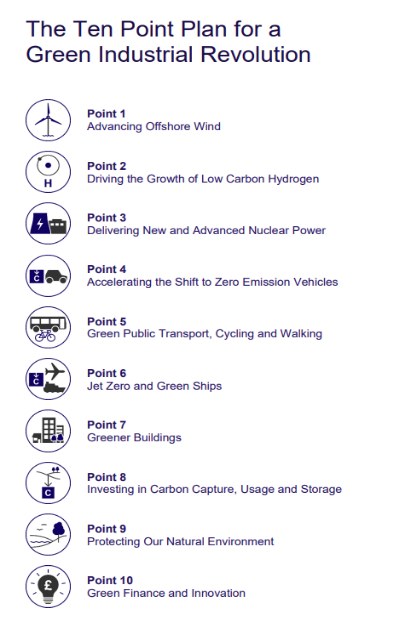 The Ten Point Plan for a
Green Industrial Revolution
Point 1
Advancing Offshore Wind
H
Point 2
Driving the Growth of Low Carbon Hydrogen
Point 3
Delivering New and Advanced Nuclear Power
C
Point 4
Accelerating the Shift to Zero Emission Vehicles
Point 5
Green Public Transport, Cycling and Walking
C
Point 6
Jet Zero and Green Ships
Point 7
Greener Buildings
C
Point 8
Investing in Carbon Capture, Usage and Storage
Point 9
Protecting Our Natural Environment
£
Point 10
Green Finance and Innovation